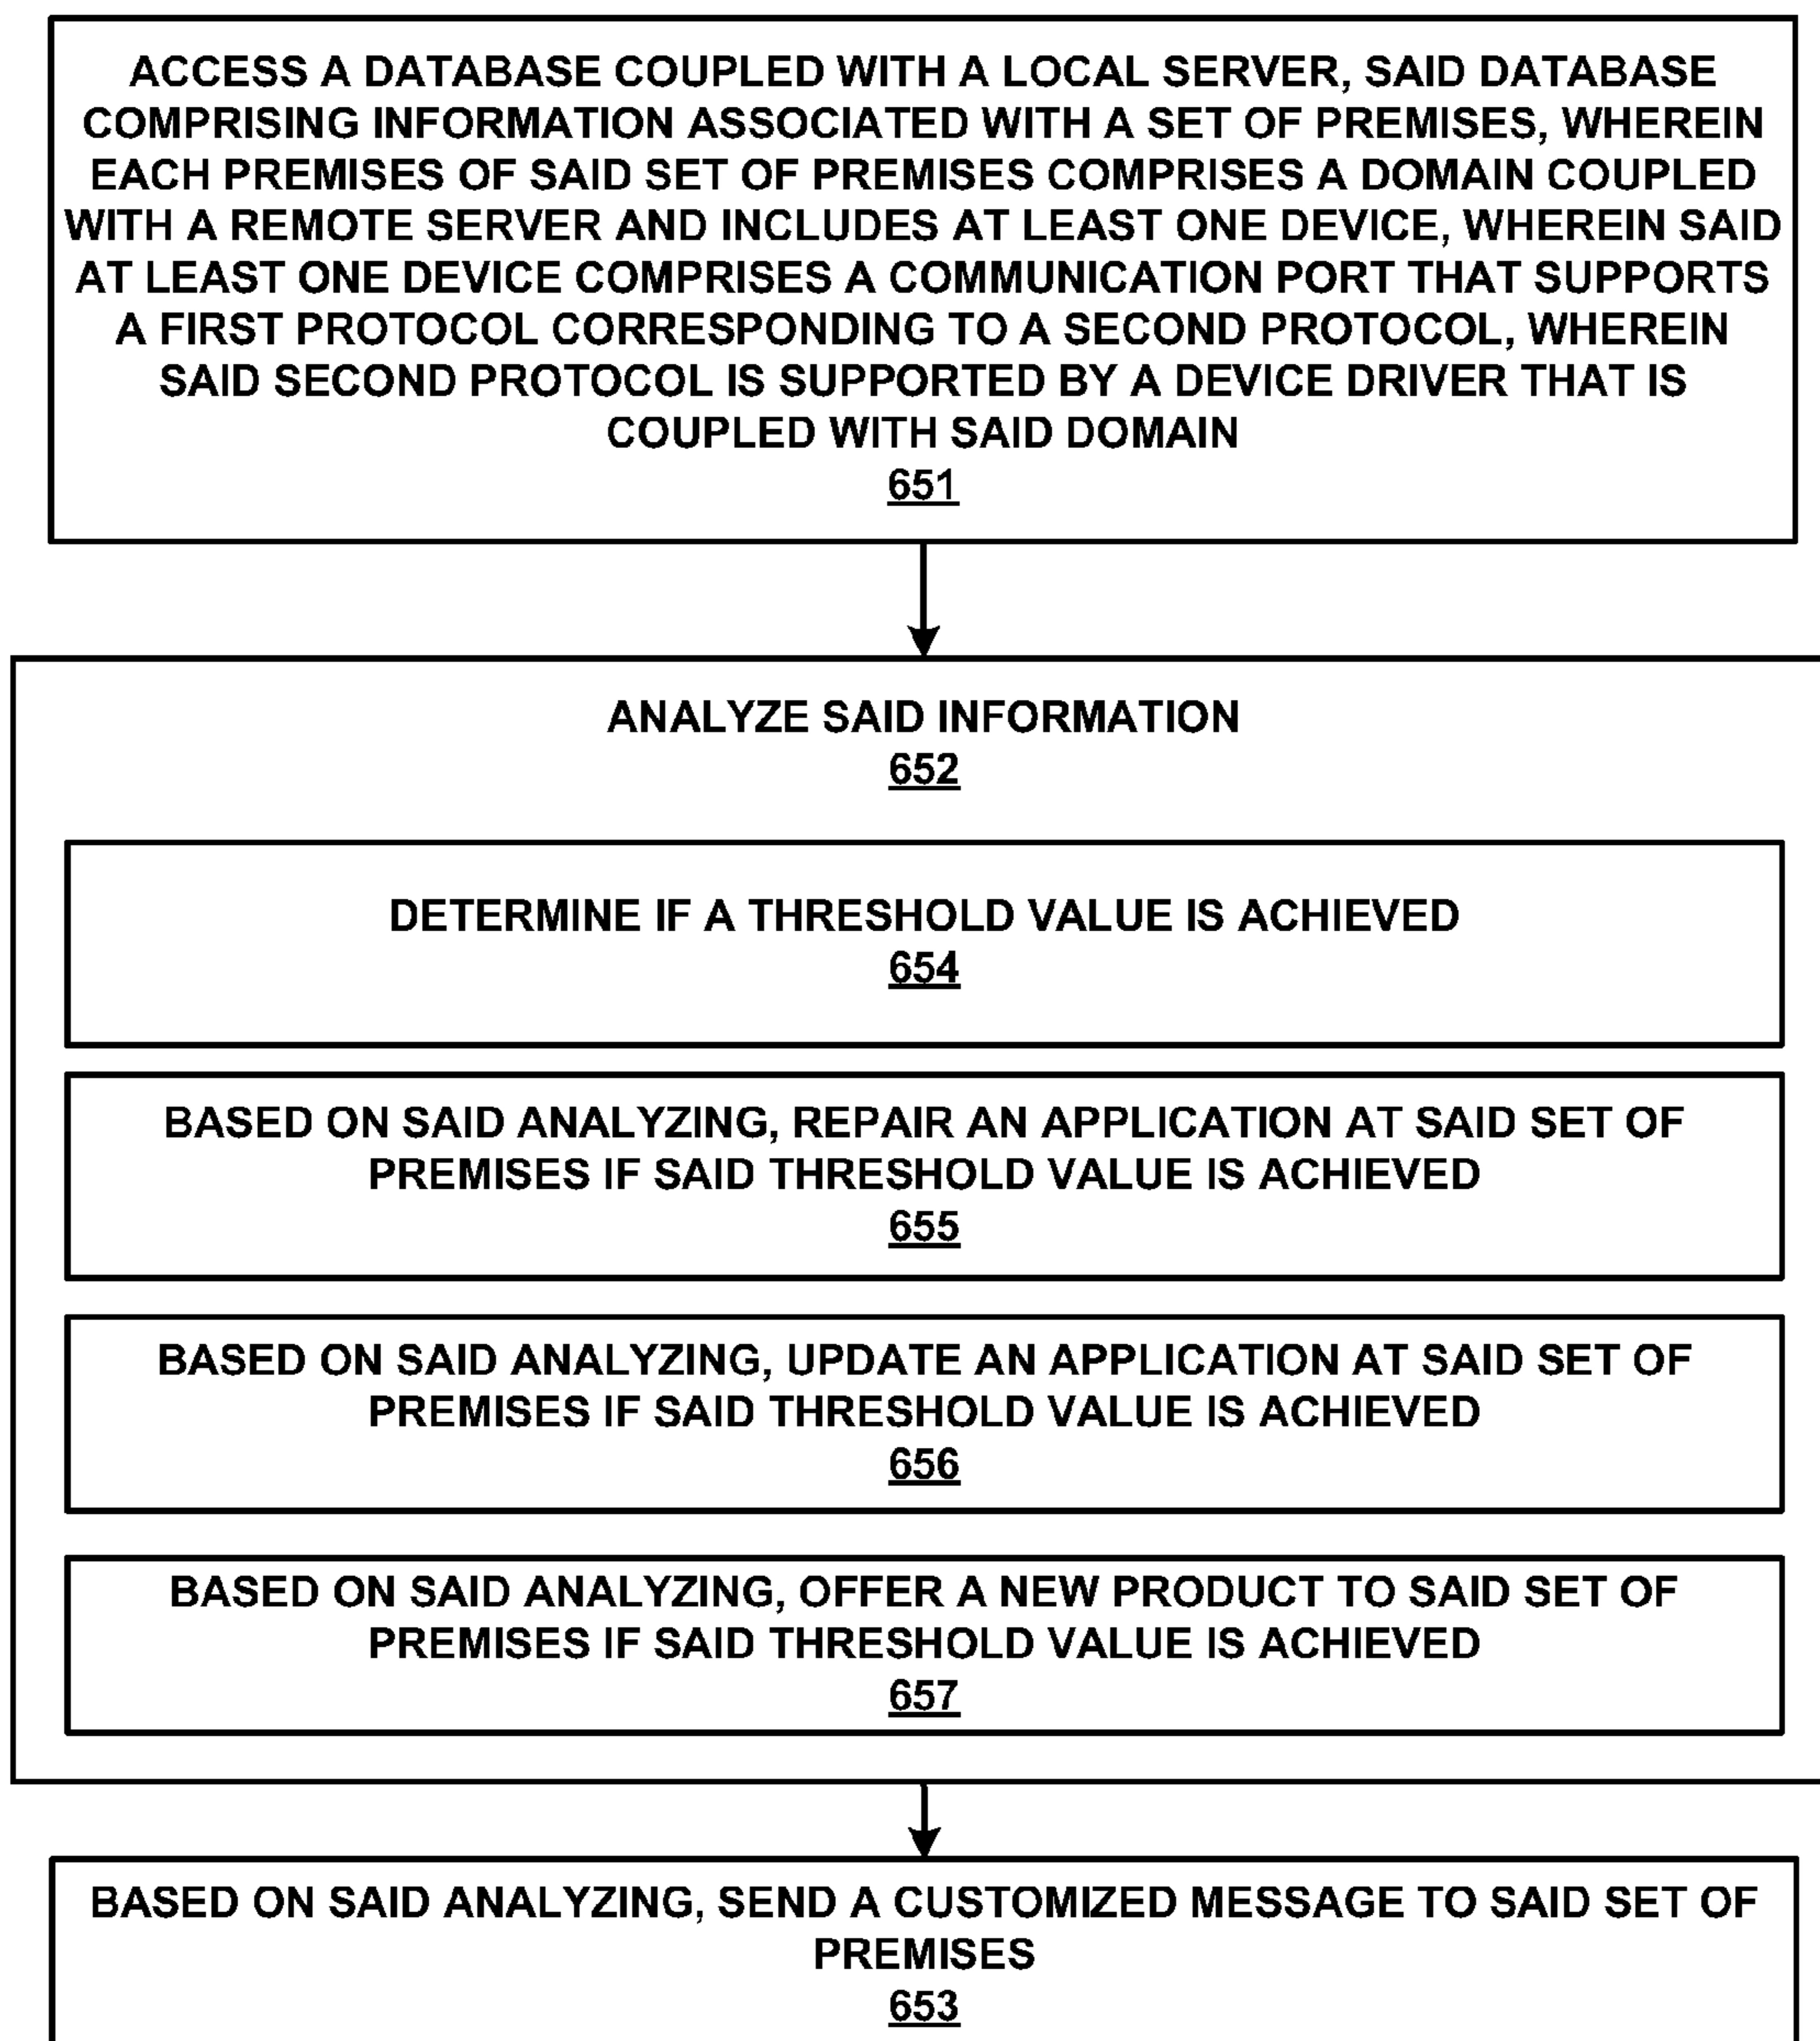 ACCESS A DATABASE COUPLED WITH A LOCAL SERVER, SAID DATABASE
COMPRISING INFORMATION ASSOCIATED WITH A SET OF PREMISES, WHEREIN
EACH PREMISES OF SAID SET OF PREMISES COMPRISES A DOMAIN COUPLED
WITH A REMOTE SERVER AND INCLUDES AT LEAST ONE DEVICE, WHEREIN SAID
AT LEAST ONE DEVICE COMPRISES A COMMUNICATION PORT THAT SUPPORTS
A FIRST PROTOCOL CORRESPONDING TO A SECOND PROTOCOL, WHEREIN
SAID SECOND PROTOCOL IS SUPPORTED BY A DEVICE DRIVER THAT IS
COUPLED WITH SAID DOMAIN
651
ANALYZE SAID INFORMATION
652
DETERMINE IF A THRESHOLD VALUE IS ACHIEVED
654
BASED ON SAID ANALYZING, REPAIR AN APPLICATION AT SAID SET OF
PREMISES IF SAID THRESHOLD VALUE IS ACHIEVED
655
BASED ON SAID ANALYZING, UPDATE AN APPLICATION AT SAID SET OF
PREMISES IF SAID THRESHOLD VALUE IS ACHIEVED
656
BASED ON SAID ANALYZING, OFFER A NEW PRODUCT TO SAID SET OF
PREMISES IF SAID THRESHOLD VALUE IS ACHIEVED
657
BASED ON SAID ANALYZING, SEND A CUSTOMIZED MESSAGE TO SAID SET OF
PREMISES
653